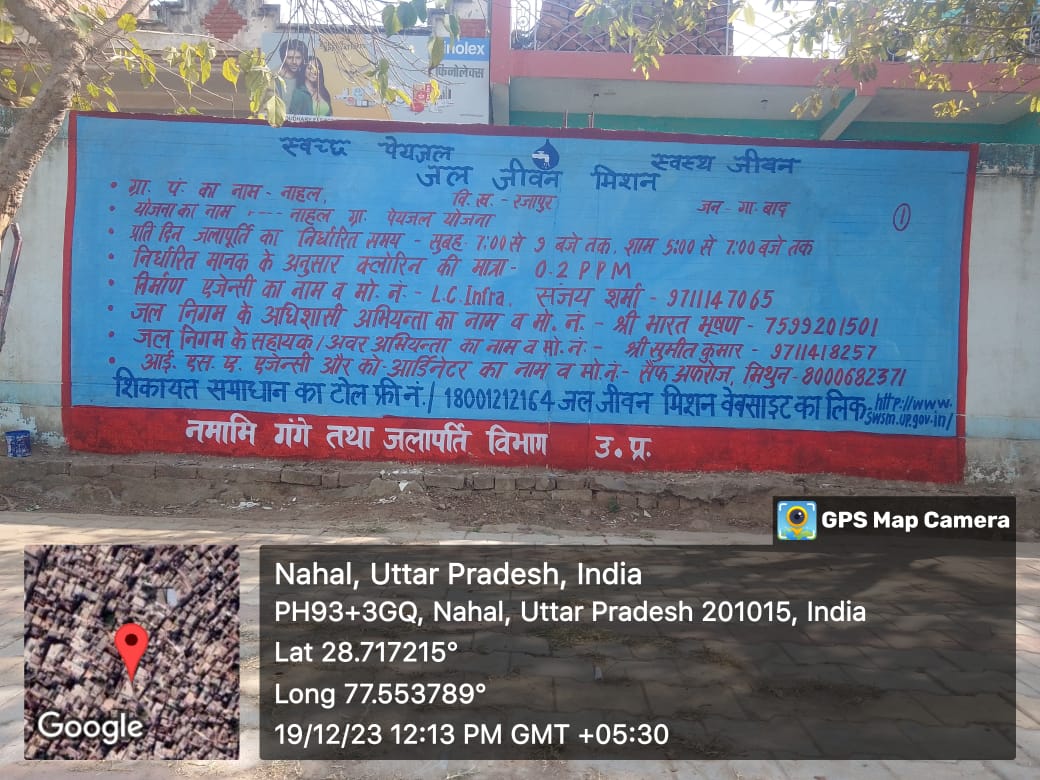 inolex
फिनोलेक्स
स्वच्छ पेयजल स्वस्थ जीवन
जल जीवन मिशन
• ग्रा. पं. का नाम - नाहल, वि. ख. - रजापुर जन - गा. बाद
• योजना का नाम ---- नाहल ग्रा. पेयजल योजना
1
• प्रति दिन जलापूर्ति का निर्धारित समय - सुबह 7:00 से 9 बजे तक, शाम 5:00 से 7:00 बजे तक
• निर्धारित मानक के अनुसार क्लोरिन की मात्रा - 0.2 PPM
• निर्माण एजेन्सी का नाम व मो. नं. - L.C. Infra, संजय शर्मा - 9711147065
• जल निगम के अधिशासी अभियन्ता का नाम व मो. नं. - श्री भारत भूषण - 7599201501
• जल निगम के सहायक / अवर अभियन्ता का नाम व मो. नं. - श्री सुमीत कुमार - 9711418257
• आई. एस. ए. एजेन्सी और को-आर्डिनेटर का नाम व मो. नं. - सैफ अफरोज, मिथुन - 8000682371
शिकायत समाधान का टोल फ्री नं. / 18001212164 जल जीवन मिशन वेबसाइट का लिंक: http://www.
swsm.up.gov.in/
नमामि गंगे तथा जलापर्ति विभाग उ. प्र.
GPS Map Camera
Nahal, Uttar Pradesh, India
PH93+3GQ, Nahal, Uttar Pradesh 201015, India
Lat 28.717215°
Long 77.553789°
19/12/23 12:13 PM GMT +05:30
Google